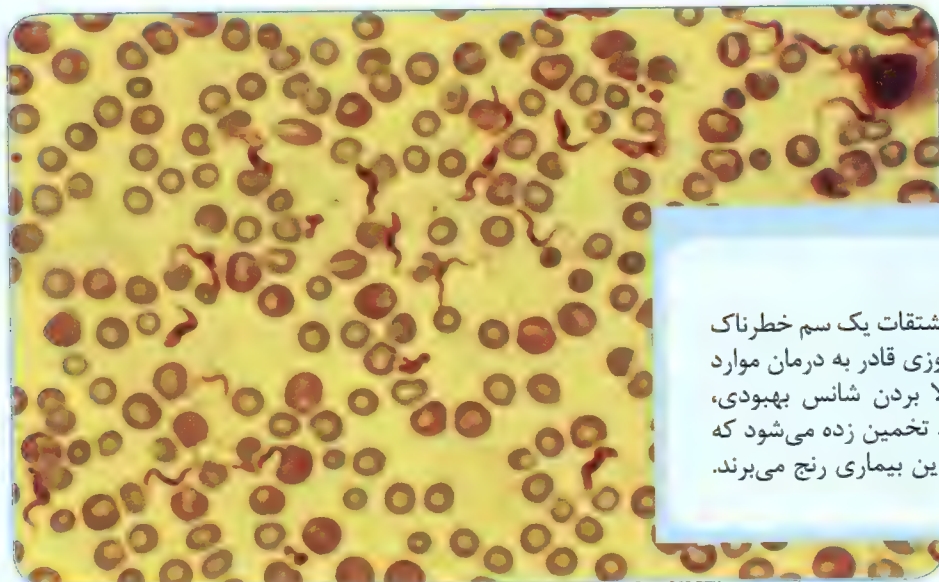 شتقات یک سم خطرناک
وزی قادر به درمان موارد
لا بردن شانس بهبودی،
تخمین زده می‌شود که
ین بیماری رنج می‌برند.